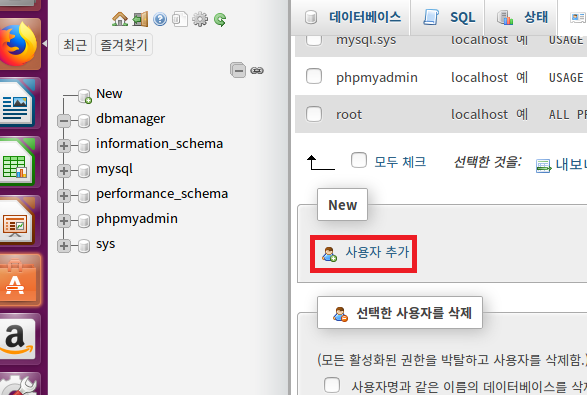 최근 즐겨찾기
New
dbmanager
information_schema
mysql
performance_schema
phpmyadmin
sys
데이터베이스 SQL 상태
mysql.sys localhost 예 USAGE
phpmyadmin localhost 예 USAGE
root localhost 예 ALL PR
모두 체크 선택한 것을: 내보
New
사용자 추가
선택한 사용자를 삭제
(모든 활성화된 권한을 박탈하고 사용자를 삭제함.)
사용자명과 같은 이름의 데이터베이스를 삭